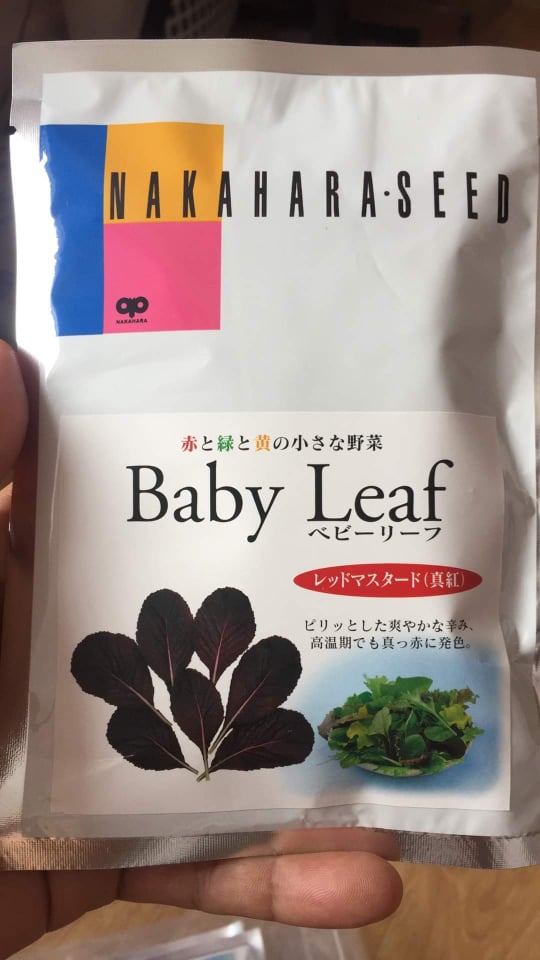 NAKAHARA・SEED
NAKAHARA
赤と緑と黄の小さな野菜
Baby Leaf
ベビーリーフ
レッドマスタード(真紅)
ピリッとした爽やかな辛み、
高温期でも真っ赤に発色。